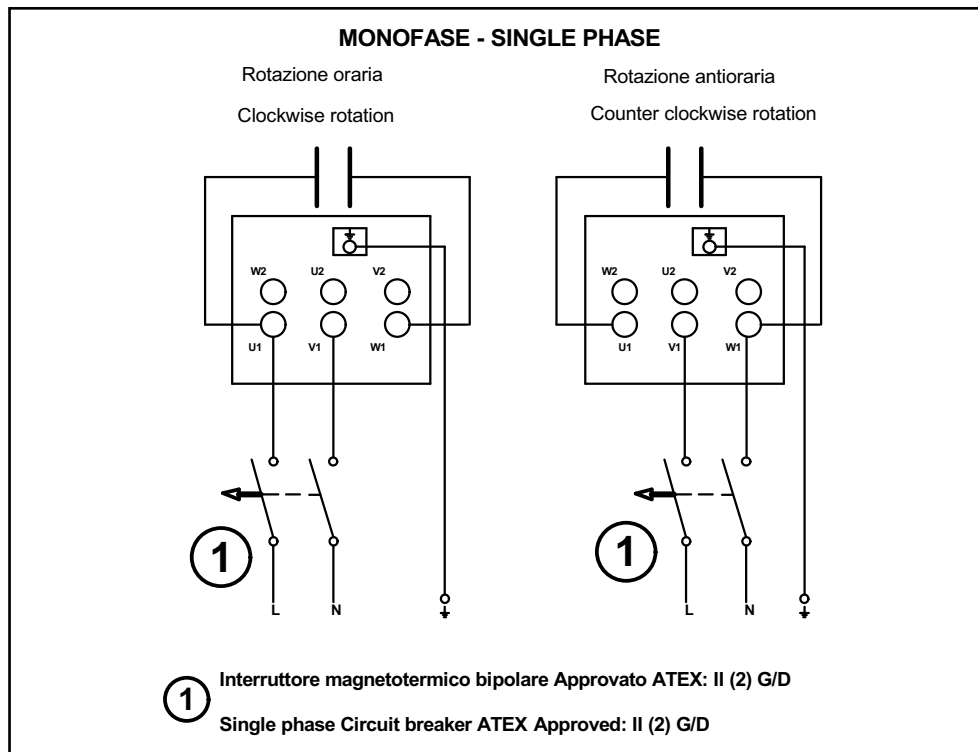 MONOFASE - SINGLE PHASE
Rotazione oraria
Clockwise rotation
W2 U2 V2
U1 V1 W1
1
L N
Rotazione antioraria
Counter clockwise rotation
W2 U2 V2
U1 V1 W1
1
L N
1
Interruttore magnetotermico bipolare Approvato ATEX: II (2) G/D
Single phase Circuit breaker ATEX Approved: II (2) G/D